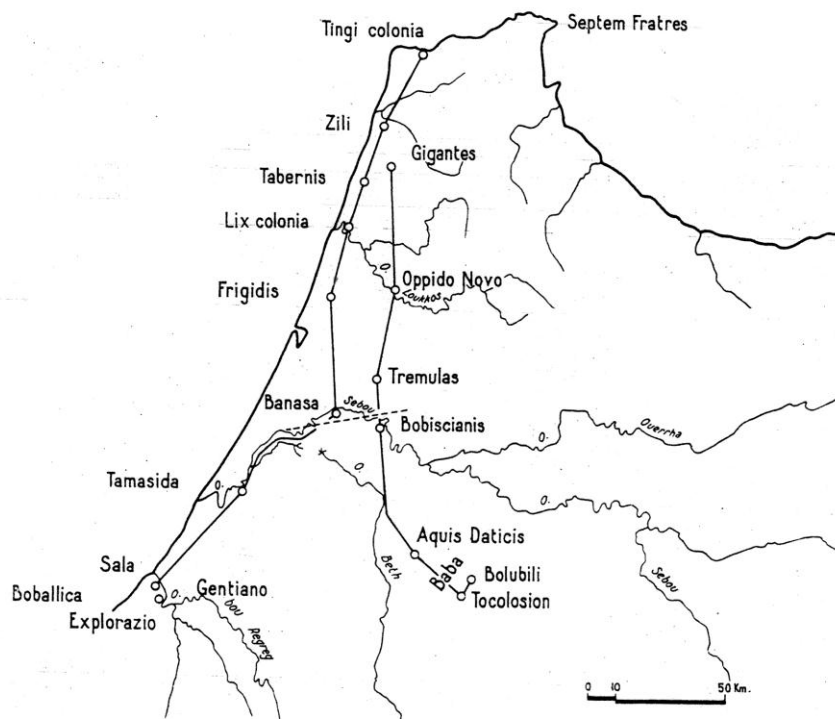 Tingi colonia
Septem Fratres
Zili
Gigantes
Tabernis
Lix colonia
O.
Loukkos
Oppido Novo
Frigidis
Tremulas
Banasa
Sebou
Bobiscianis
O.
Ouerrha
O.
O.
Tamasida
O.
Aquis Daticis
Beth
Baba
Bolubili
Tocolosion
Sebou
Sala
Gentiano
Boballica
O.
bou Regreg
Explorazio
0 10 50 Km.